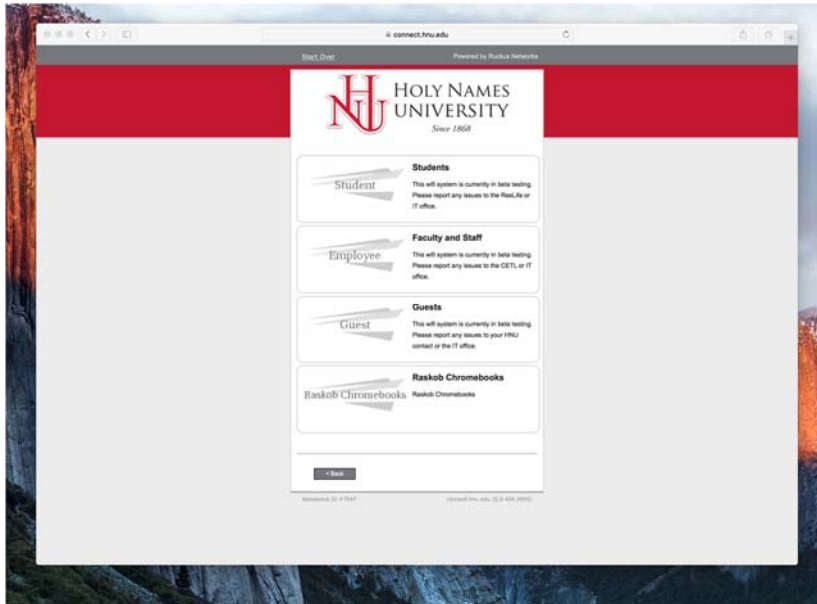 connect.hnu.edu
Start Over
Powered by Ruckus Networks
HNU
HOLY NAMES
UNIVERSITY
Since 1868
Student
Students
This wifi system is currently in beta testing.
Please report any issues to the ResLife or
IT office.
Employee
Faculty and Staff
This wifi system is currently in beta testing.
Please report any issues to the CETL or IT
office.
Guest
Guests
This wifi system is currently in beta testing.
Please report any issues to your HNU
contact or the IT office.
Raskob Chromebooks
Raskob Chromebooks
Raskob Chromebooks
< Back
connect.hnu.edu